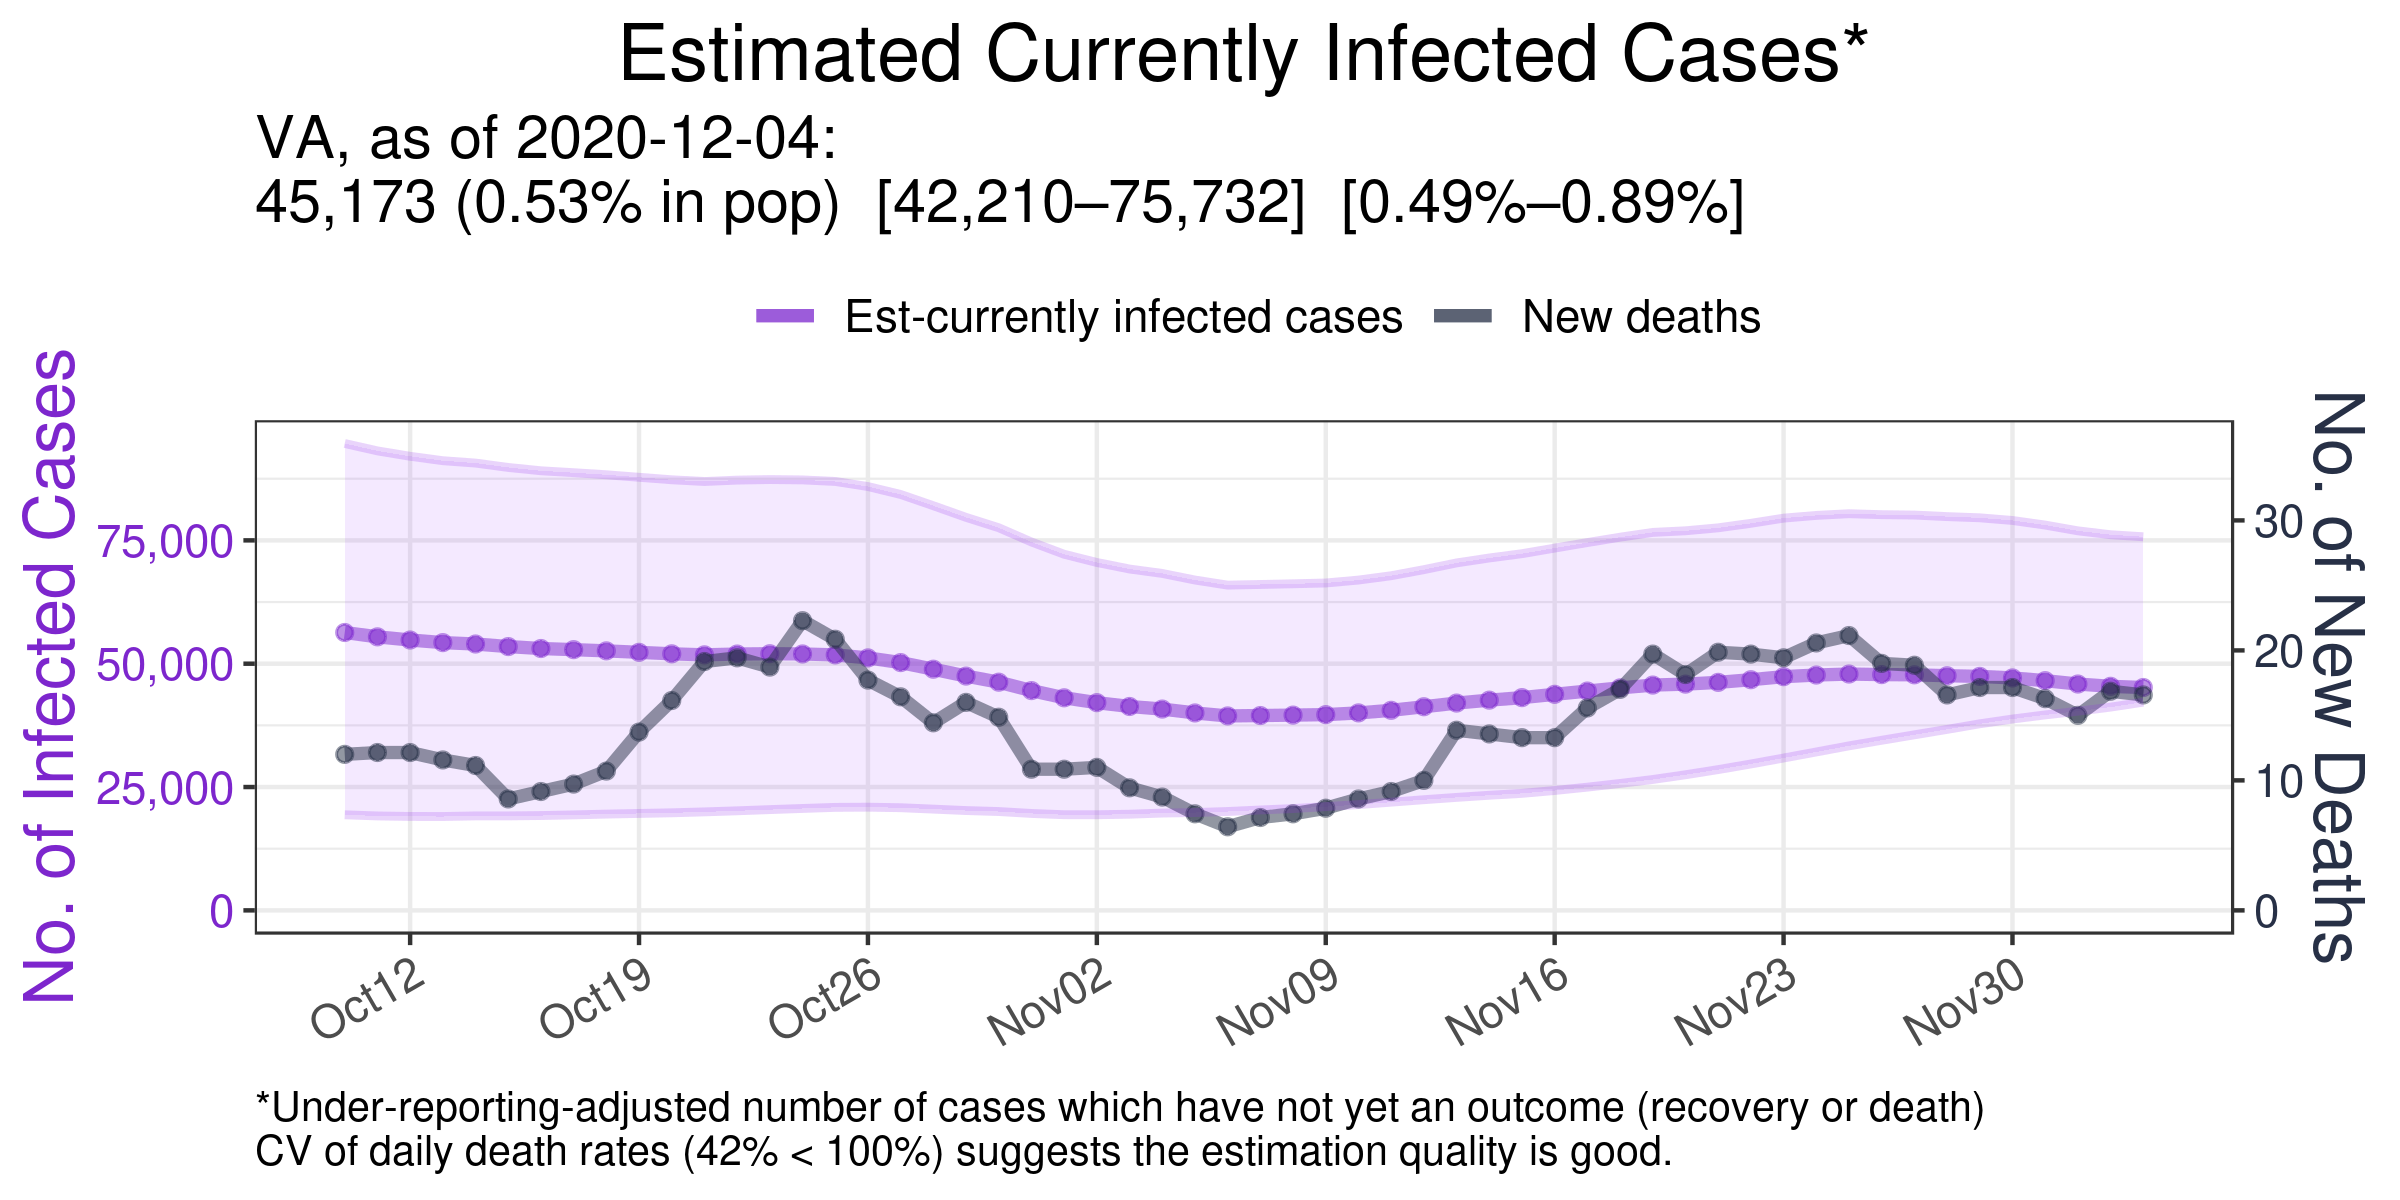 Estimated Currently Infected Cases*
VA, as of 2020-12-04:
45,173 (0.53% in pop)  [42,210–75,732]  [0.49%–0.89%]
Est-currently infected cases
New deaths
No. of Infected Cases
75,000
50,000
25,000
0
30
20
10
0
No. of New Deaths
Oct12
Oct19
Oct26
Nov02
Nov09
Nov16
Nov23
Nov30
*Under-reporting-adjusted number of cases which have not yet an outcome (recovery or death)
CV of daily death rates (42% < 100%) suggests the estimation quality is good.